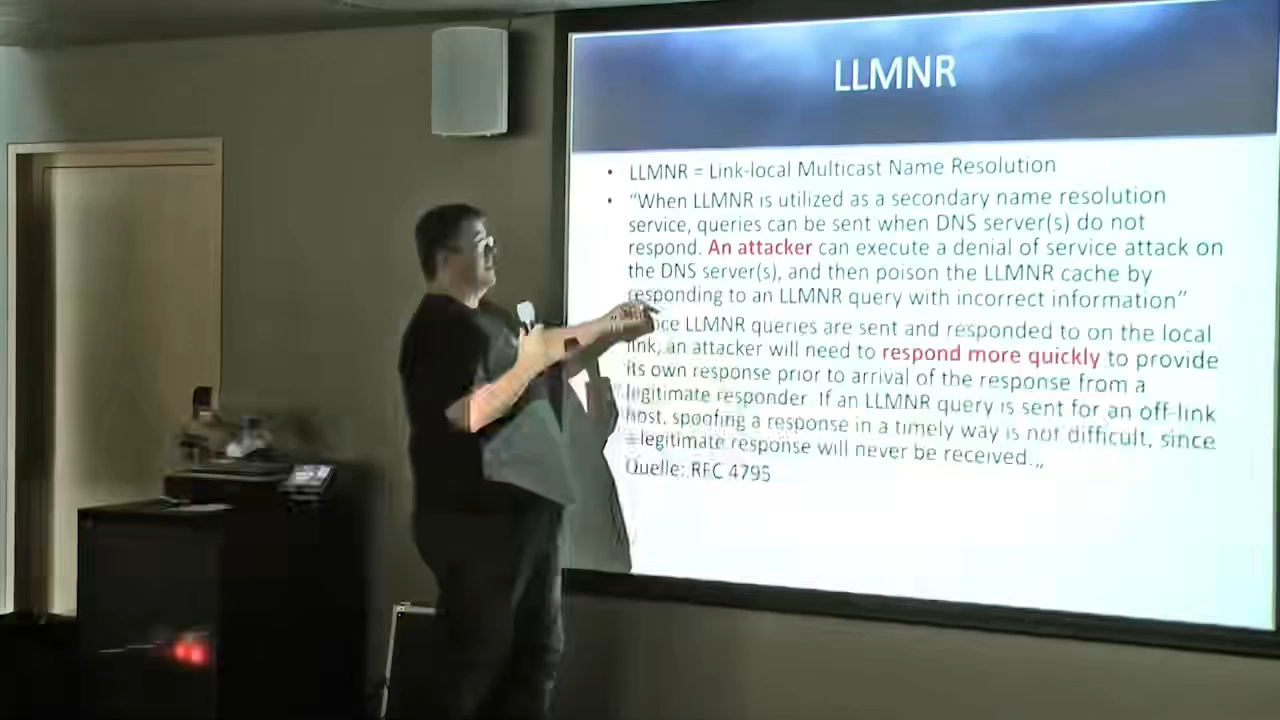 LLMNR
• LLMNR = Link-local Multicast Name Resolution
• “When LLMNR is utilized as a secondary name resolution
service, queries can be sent when DNS server(s) do not
respond. An attacker can execute a denial of service attack on
the DNS server(s), and then poison the LLMNR cache by
responding to an LLMNR query with incorrect information”
LLMNR queries are sent and responded to on the local
link, an attacker will need to respond more quickly to provide
its own response prior to arrival of the response from a
legitimate responder. If an LLMNR query is sent for an off-link
host, spoofing a response in a timely way is not difficult, since
legitimate response will never be received.„
Quelle: RFC 4795